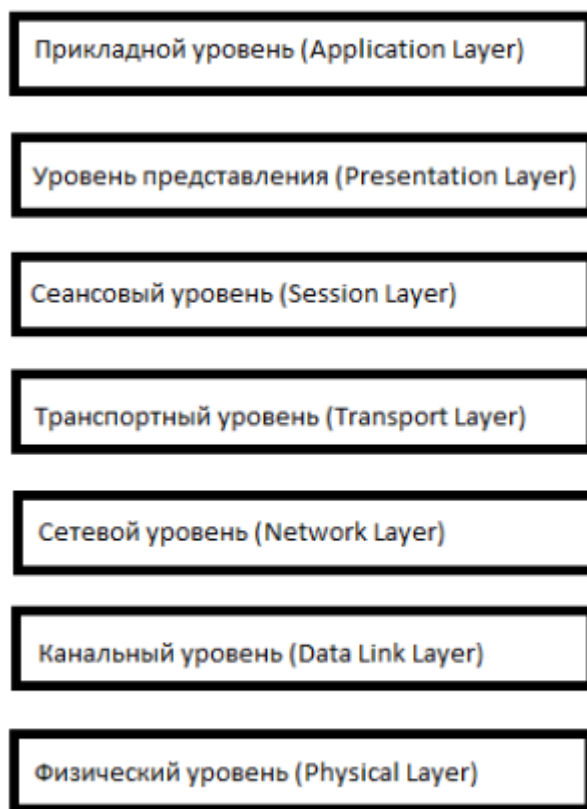 Прикладной уровень (Application Layer)
Уровень представления (Presentation Layer)
Сеансовый уровень (Session Layer)
Транспортный уровень (Transport Layer)
Сетевой уровень (Network Layer)
Канальный уровень (Data Link Layer)
Физический уровень (Physical Layer)